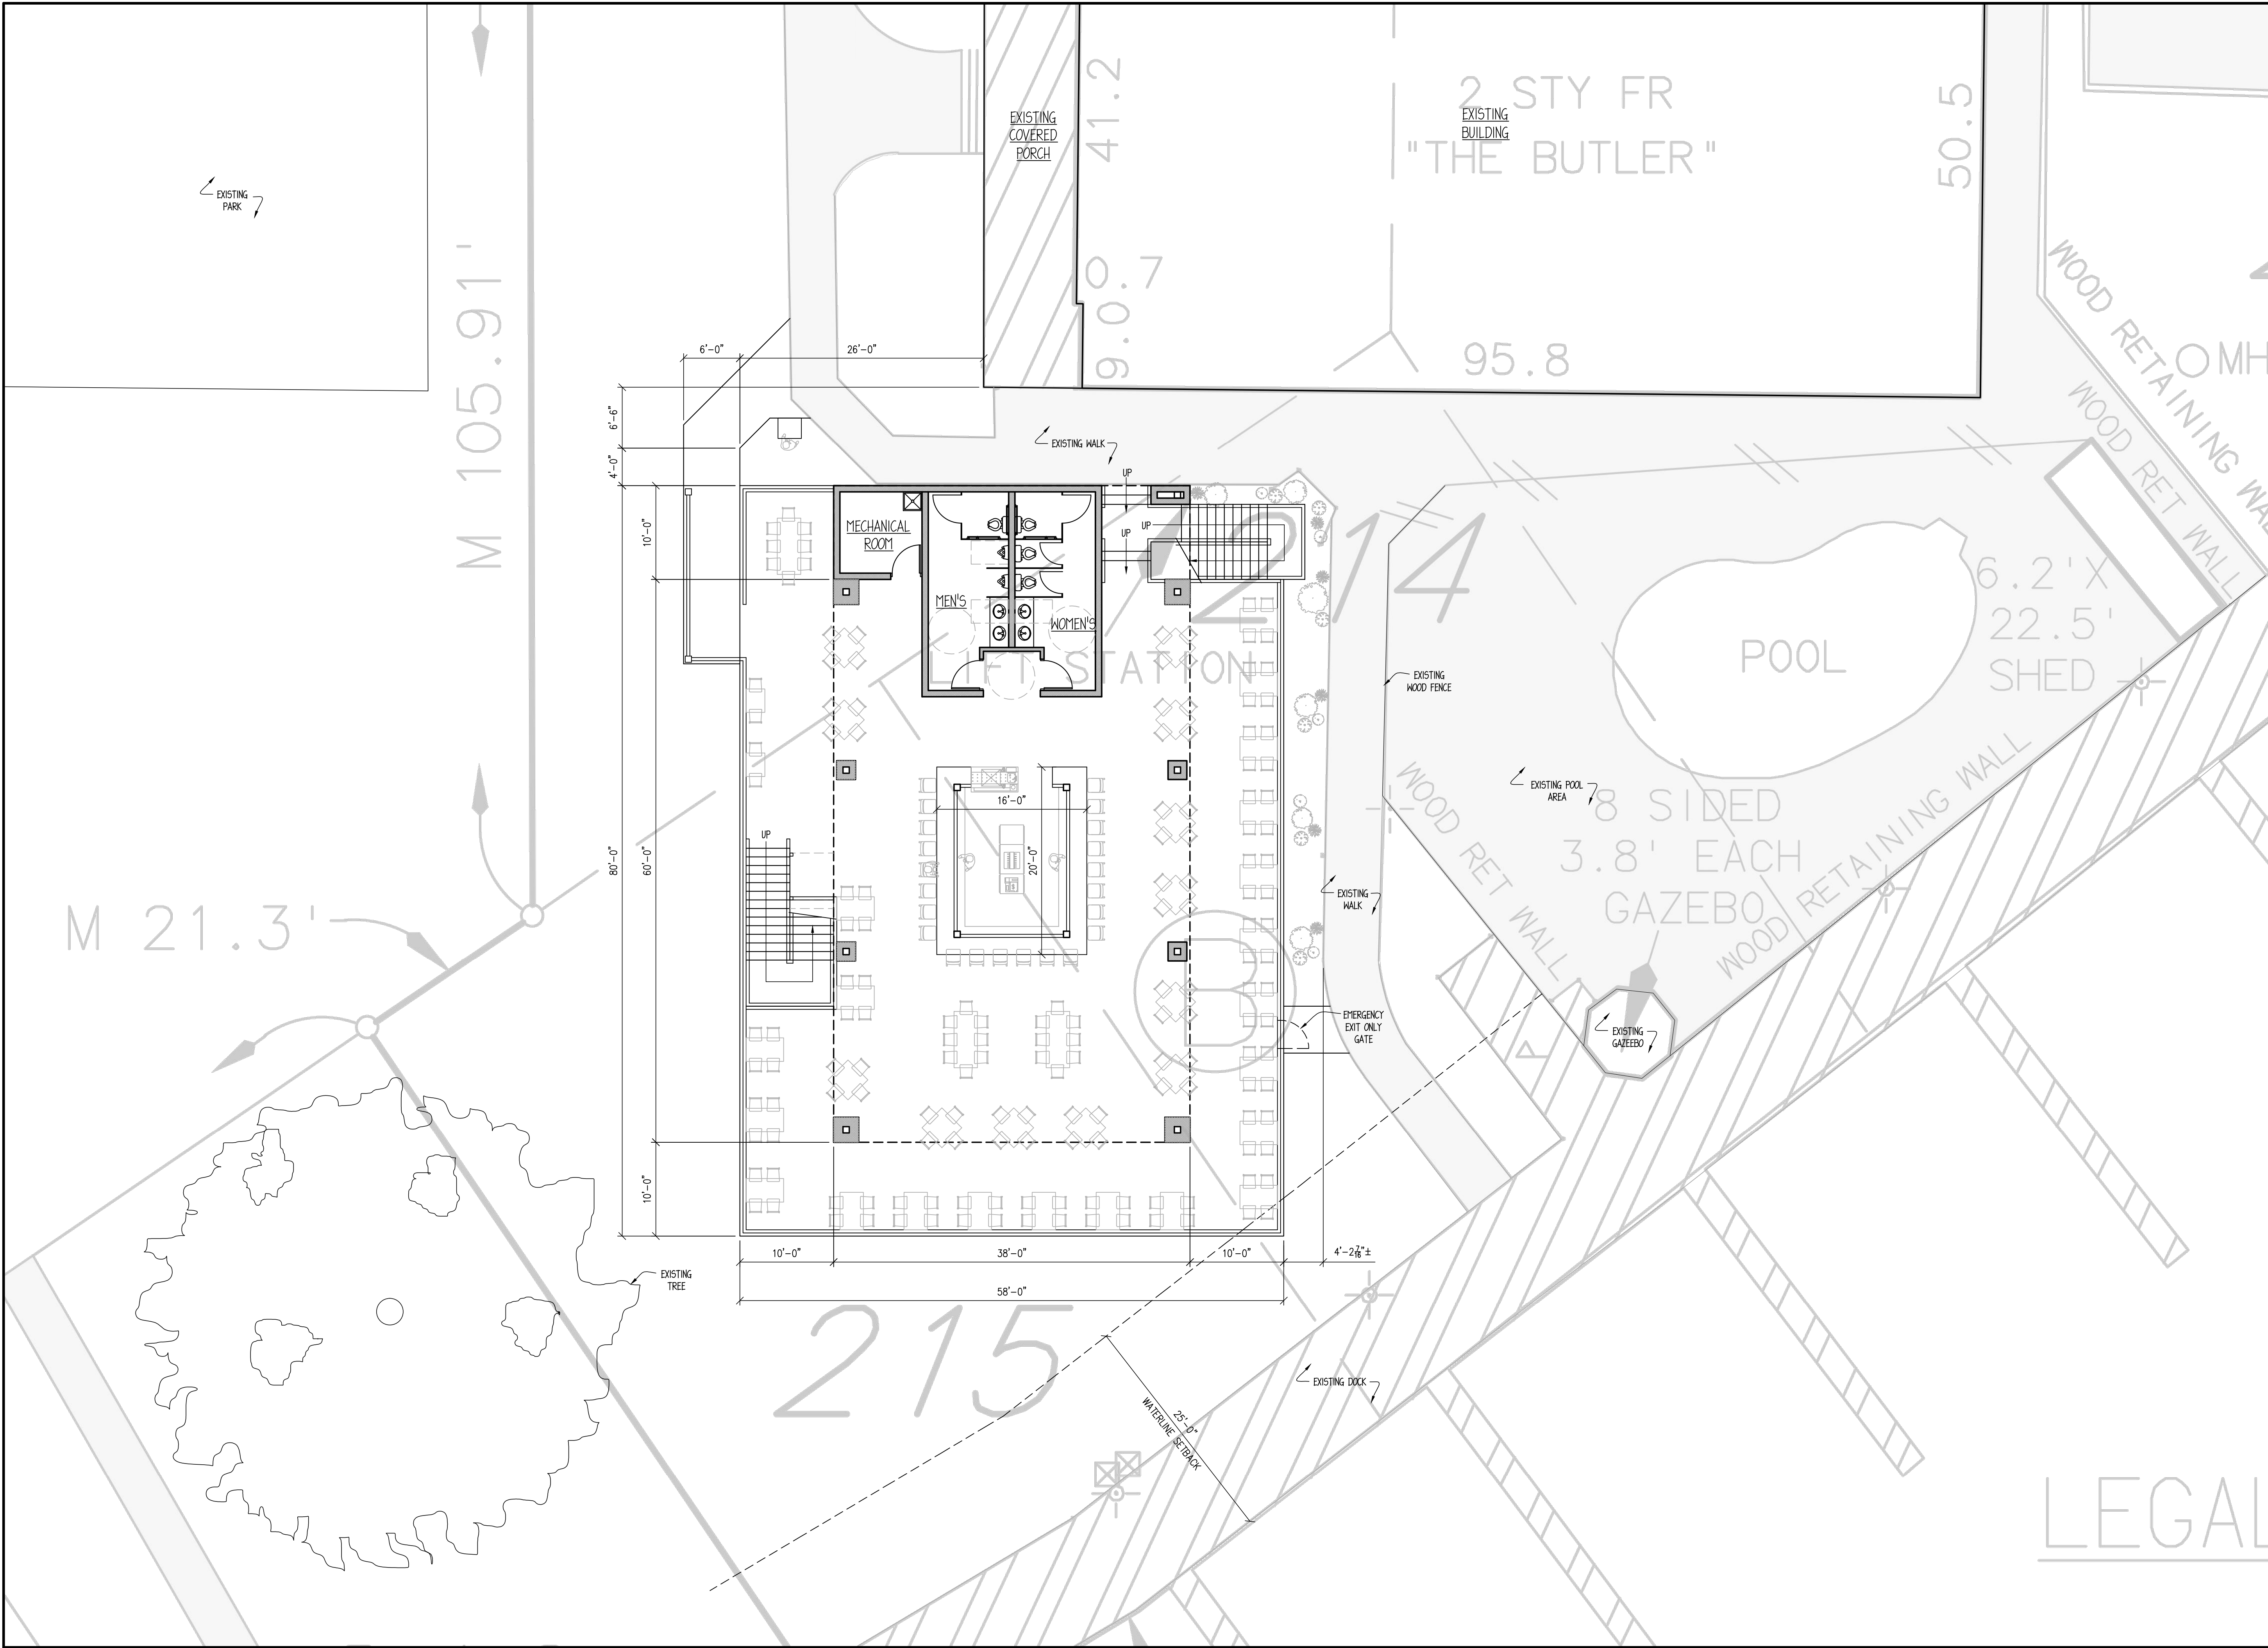 2 STY FR
"THE BUTLER"
EXISTING
BUILDING
EXISTING
COVERED
PORCH
41.2
50.5
EXISTING
PARK
M 105.91'
0.7
9.0
95.8
WOOD RETAINING WA
MH
WOOD RET WALL
6'-0"
26'-0"
6'-6"
4'-0"
EXISTING WALK
UP
UP
UP
10'-0"
MECHANICAL
ROOM
MEN'S
WOMEN'S
214
LIFT STATION
POOL
6.2'X
22.5'
SHED
EXISTING
WOOD FENCE
EXISTING POOL
AREA
8 SIDED
3.8' EACH
GAZEBO
WOOD RET WALL
WOOD RETAINING WALL
16'-0"
20'-0"
UP
80'-0"
60'-0"
M 21.3'
EXISTING
WALK
B
EMERGENCY
EXIT ONLY
GATE
EXISTING
GAZEEBO
P
10'-0"
10'-0"
38'-0"
10'-0"
4'-2 7/16"±
58'-0"
EXISTING
TREE
215
EXISTING DOCK
25'-0"
WATERLINE SETBACK
LEGAL